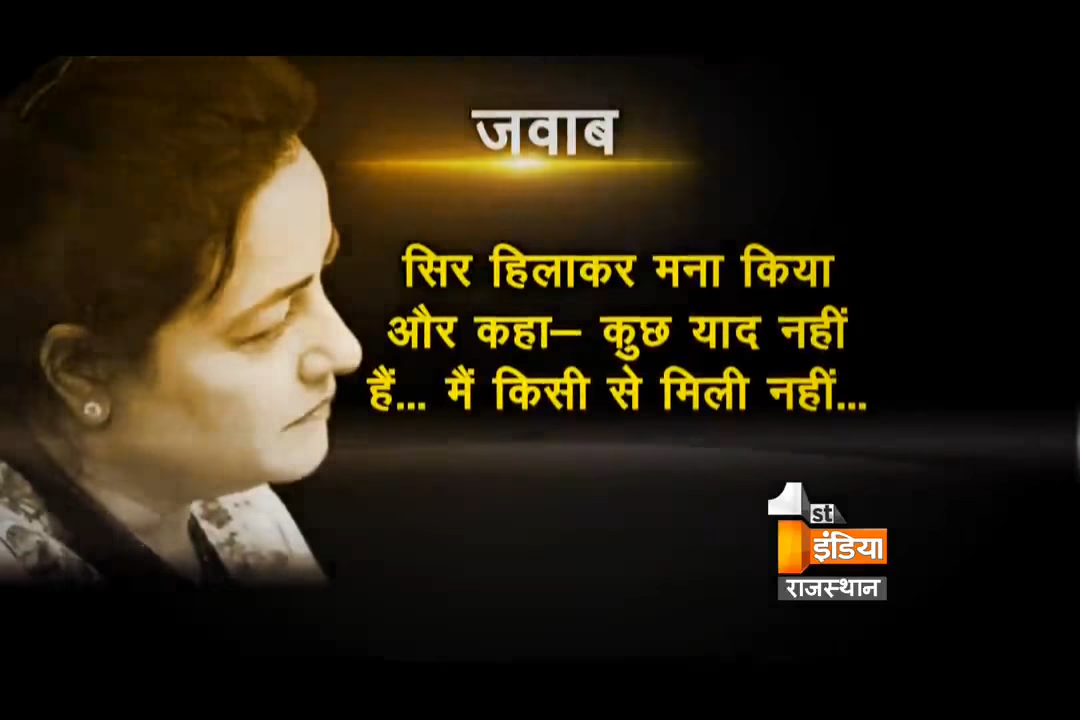 जवाब
सिर हिलाकर मना किया
और कहा– कुछ याद नहीं
हैं... मैं किसी से मिली नहीं...
1st
इंडिया
राजस्थान